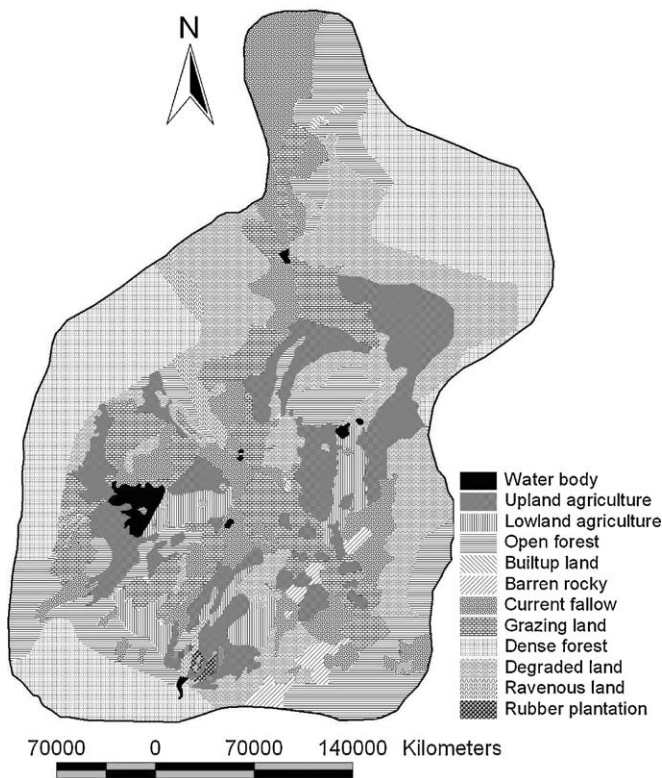 N
Water body
Upland agriculture
Lowland agriculture
Open forest
Builtup land
Barren rocky
Current fallow
Grazing land
Dense forest
Degraded land
Ravenous land
Rubber plantation
70000 0 70000 140000 Kilometers